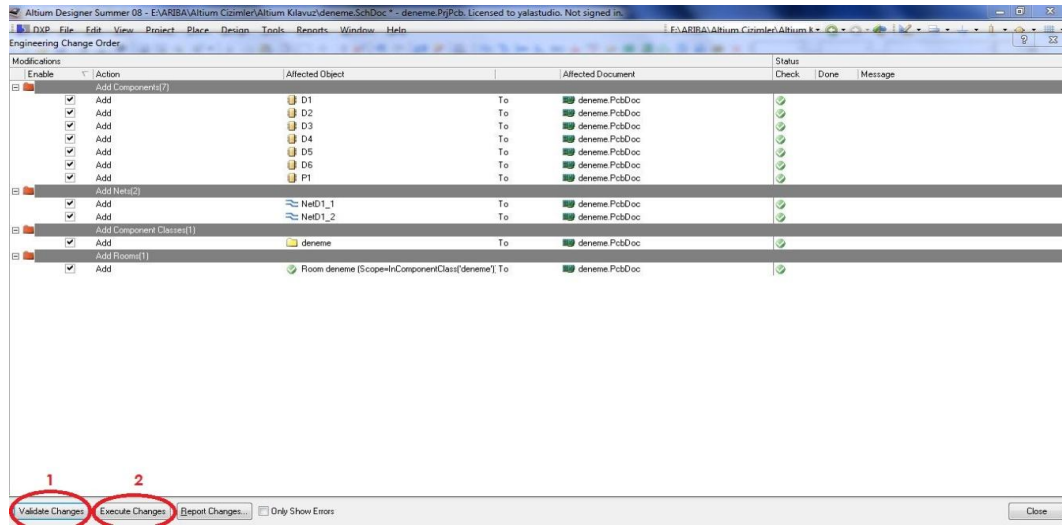 Altium Designer Summer 08 - E:\ARIBA\Altium Cizimler\Altium Kılavuz\deneme.SchDoc * - deneme.PrjPcb. Licensed to yalastudio. Not signed in.
DXP File Edit View Project Place Design Tools Reports Window Help E:\ARIBA\Altium Cizimler\Altium K
Engineering Change Order
Modifications Status
Enable Action Affected Object Affected Document Check Done Message
Add Components(7)
Add D1 To deneme.PcbDoc
Add D2 To deneme.PcbDoc
Add D3 To deneme.PcbDoc
Add D4 To deneme.PcbDoc
Add D5 To deneme.PcbDoc
Add D6 To deneme.PcbDoc
Add P1 To deneme.PcbDoc
Add Nets(2)
Add NetD1_1 To deneme.PcbDoc
Add NetD1_2 To deneme.PcbDoc
Add Component Classes(1)
Add deneme To deneme.PcbDoc
Add Rooms(1)
Add Room deneme (Scope=InComponentClass('deneme') To deneme.PcbDoc
1 2
Validate Changes Execute Changes Report Changes... Only Show Errors Close